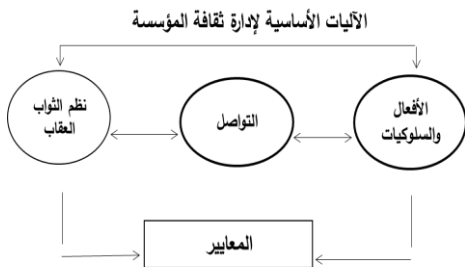 الآليات الأساسية لإدارة ثقافة المؤسسة
الأفعال
والسلوكيات
التواصل
نظم الثواب
العقاب
المعايير